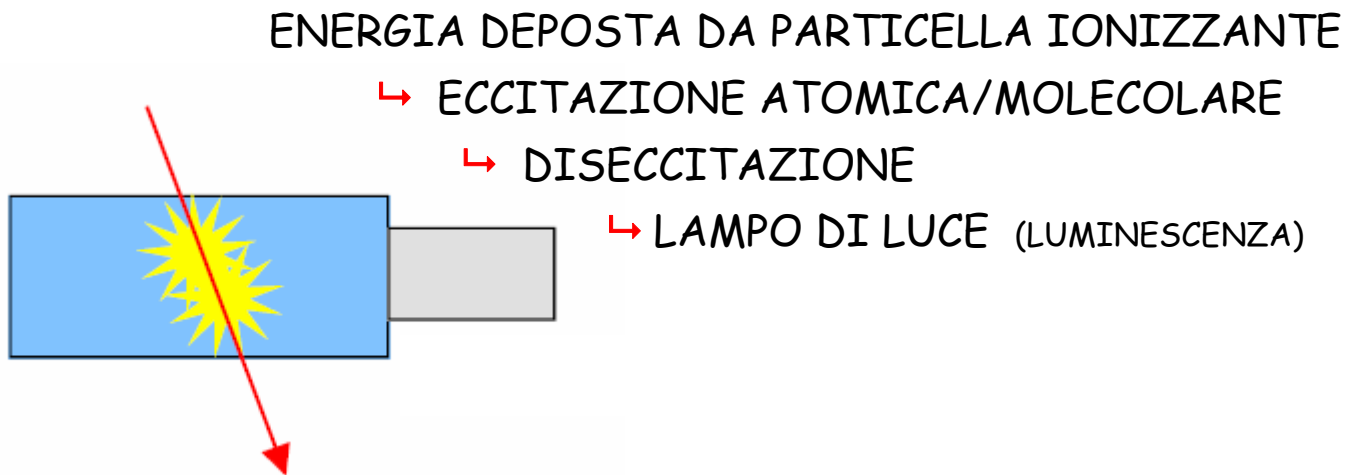 ENERGIA DEPOSTA DA PARTICELLA IONIZZANTE
ECCITAZIONE ATOMICA/MOLECOLARE
DISECCITAZIONE
LAMPO DI LUCE (LUMINESCENZA)